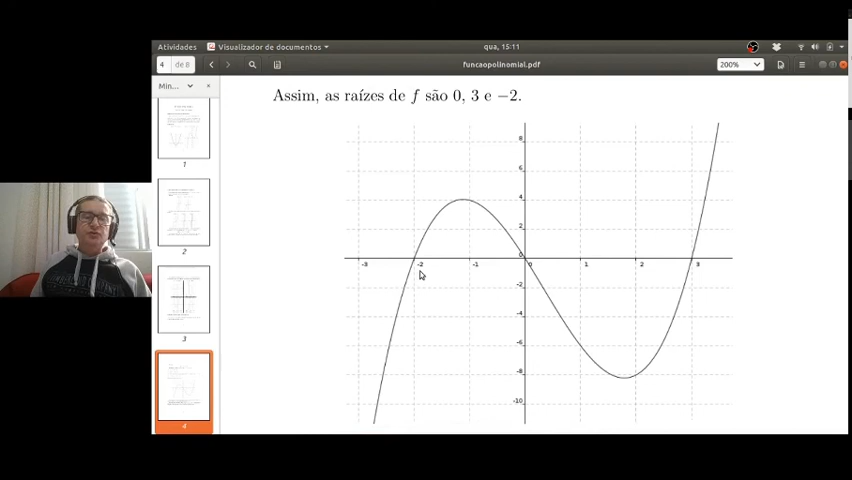 Atividades
Visualizador de documentos
qua, 15:11
4 de 8
funcaopolinomial.pdf
200%
Min...
Assim, as raízes de f são 0, 3 e −2.
8
6
4
2
0
-3 -2 -1 0 1 2 3
-2
-4
-6
-8
-10
1
2
3
4